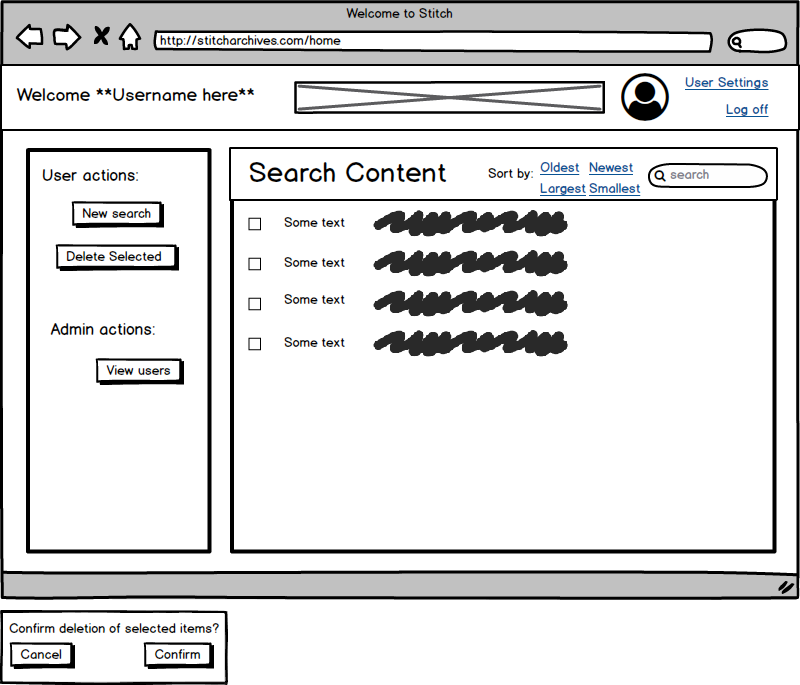 Welcome to Stitch
http://stitcharchives.com/home
Welcome **Username here**
User Settings
Log off
User actions:
New search
Delete Selected
Admin actions:
View users
Search Content
Sort by: Oldest Newest
Largest Smallest
search
Some text
Some text
Some text
Some text
Confirm deletion of selected items?
Cancel Confirm